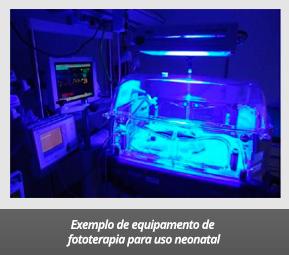 Exemplo de equipamento de
fototerapia para uso neonatal